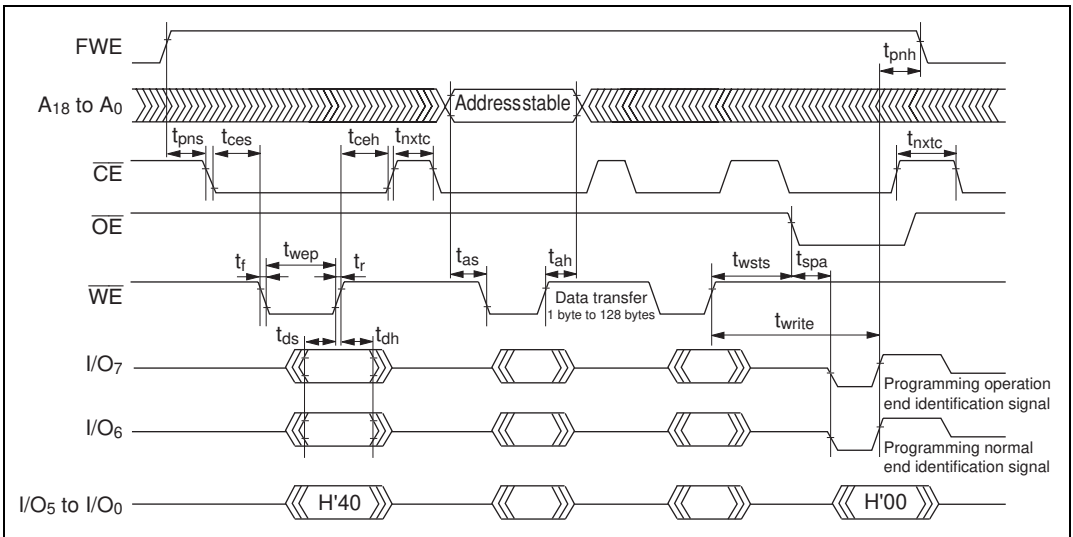 FWE
tpnh
A18 to A0
Addressstable
tpns
tces
tceh
tnxtc
tnxtc
CE
OE
twep
tf
tr
tas
tah
twsts
tspa
WE
Data transfer
1 byte to 128 bytes
twrite
tds
tdh
I/O7
Programming operation
end identification signal
I/O6
Programming normal
end identification signal
I/O5 to I/O0
H'40
H'00